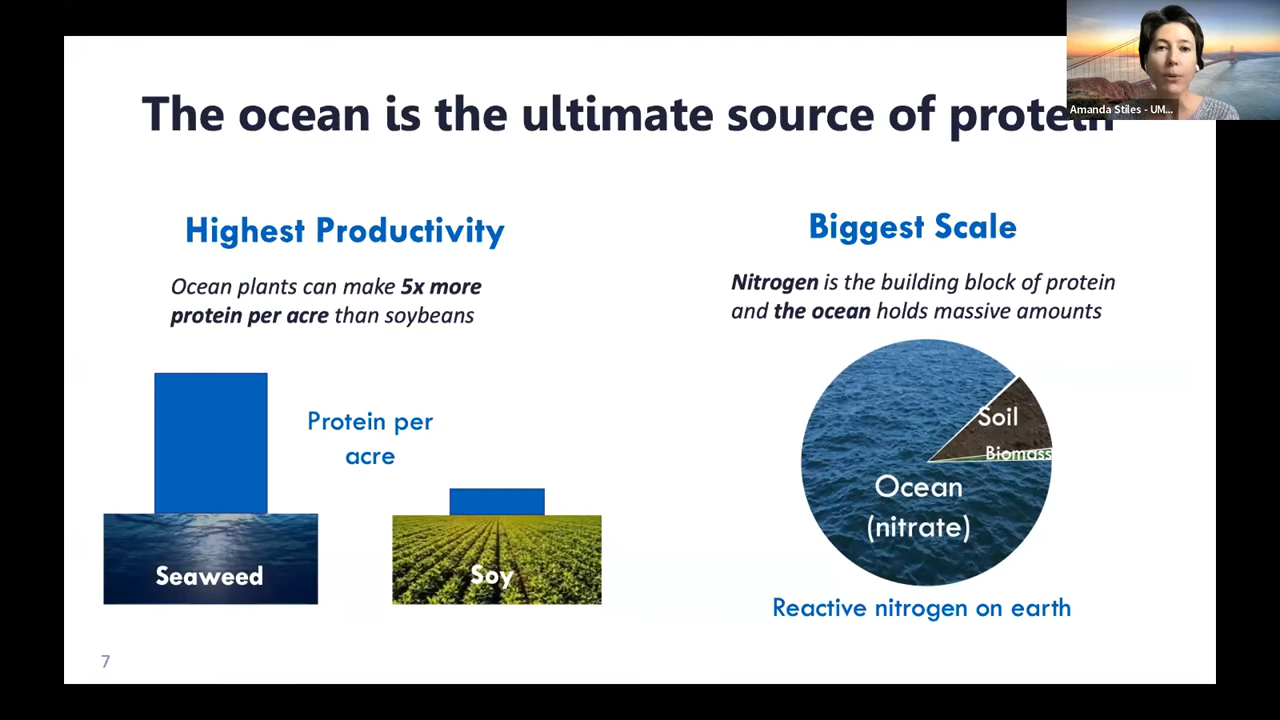 The ocean is the ultimate source of protein
Amanda Stiles - UM...
Highest Productivity
Ocean plants can make 5x more
protein per acre than soybeans
Protein per
acre
Seaweed
Soy
Biggest Scale
Nitrogen is the building block of protein
and the ocean holds massive amounts
Soil
Biomass
Ocean
(nitrate)
Reactive nitrogen on earth
7